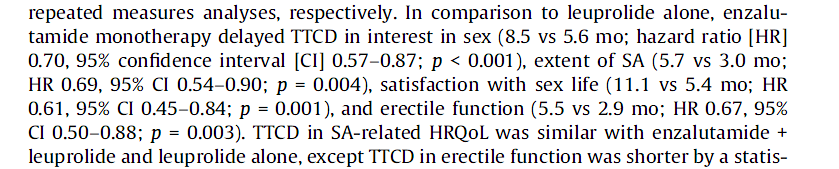 repeated measures analyses, respectively. In comparison to leuprolide alone, enzalu-
tamide monotherapy delayed TTCD in interest in sex (8.5 vs 5.6 mo; hazard ratio [HR]
0.70, 95% confidence interval [CI] 0.57–0.87; p < 0.001), extent of SA (5.7 vs 3.0 mo;
HR 0.69, 95% CI 0.54–0.90; p = 0.004), satisfaction with sex life (11.1 vs 5.4 mo; HR
0.61, 95% CI 0.45–0.84; p = 0.001), and erectile function (5.5 vs 2.9 mo; HR 0.67, 95%
CI 0.50–0.88; p = 0.003). TTCD in SA-related HRQoL was similar with enzalutamide +
leuprolide and leuprolide alone, except TTCD in erectile function was shorter by a statis-